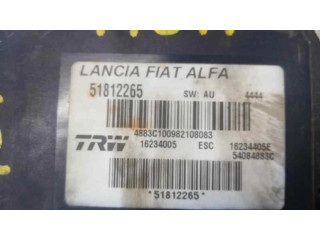 LANCIA FIAT ALFA
51812265 SW: AU 4444
4883C100982108083
TRW 16234005 ESC 16234405E
54084883C
*51812265*